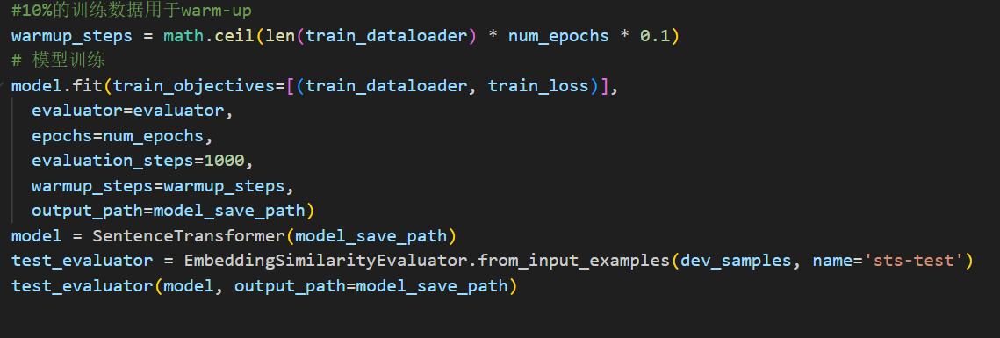 #10%的训练数据用于warm-up
warmup_steps = math.ceil(len(train_dataloader) * num_epochs * 0.1)
# 模型训练
model.fit(train_objectives=[(train_dataloader, train_loss)],
  evaluator=evaluator,
  epochs=num_epochs,
  evaluation_steps=1000,
  warmup_steps=warmup_steps,
  output_path=model_save_path)
model = SentenceTransformer(model_save_path)
test_evaluator = EmbeddingSimilarityEvaluator.from_input_examples(dev_samples, name='sts-test')
test_evaluator(model, output_path=model_save_path)